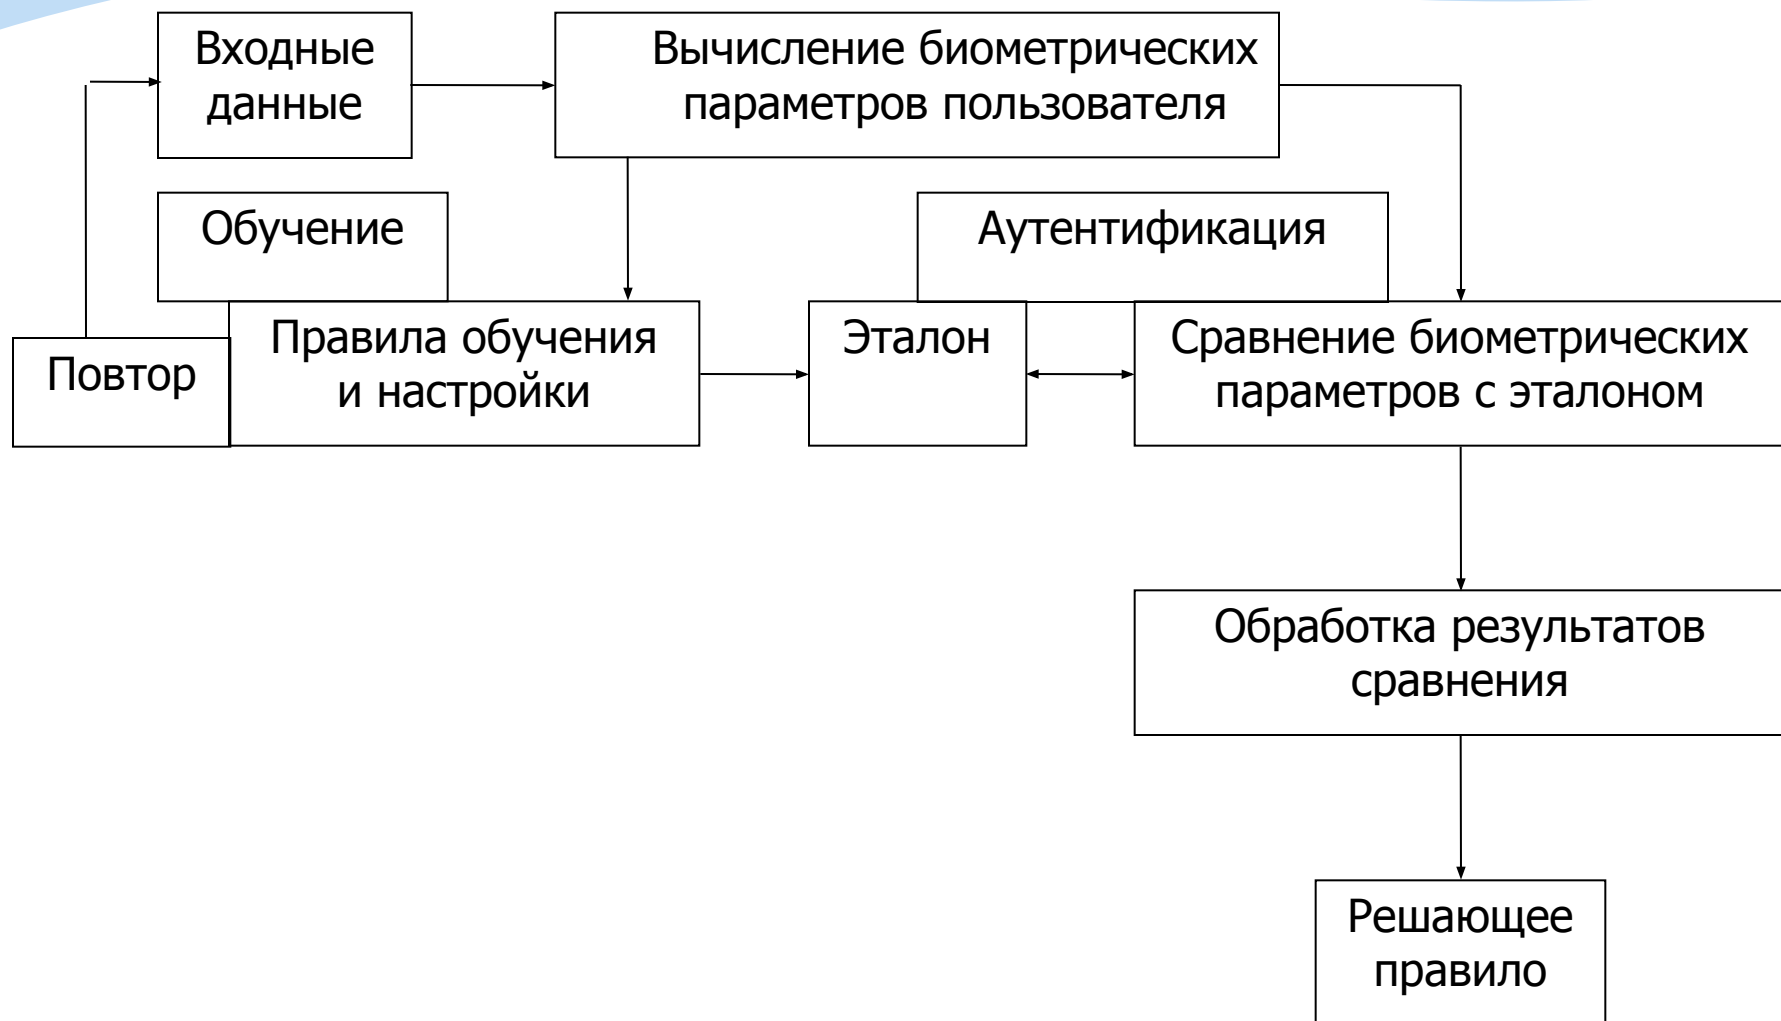 Входные
данные
Вычисление биометрических
параметров пользователя
Обучение
Аутентификация
Повтор
Правила обучения
и настройки
Эталон
Сравнение биометрических
параметров с эталоном
Обработка результатов
сравнения
Решающее
правило